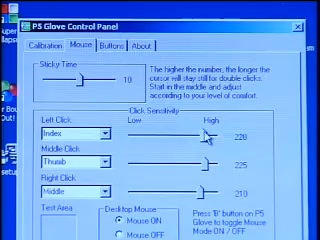 P5 Glove Control Panel
Calibration Mouse Buttons About
Sticky Time
10
The higher the number, the longer the
cursor will stay still for double clicks.
Start in the middle and adjust
according to your level of comfort.
Click Sensitivity
Left Click Low High
Index 220
Middle Click
Thumb 225
Right Click
Middle 210
Test Area
Desktop Mouse
Mouse ON
Mouse OFF
Press 'B' button on P5
Glove to toggle Mouse
Mode ON / OFF